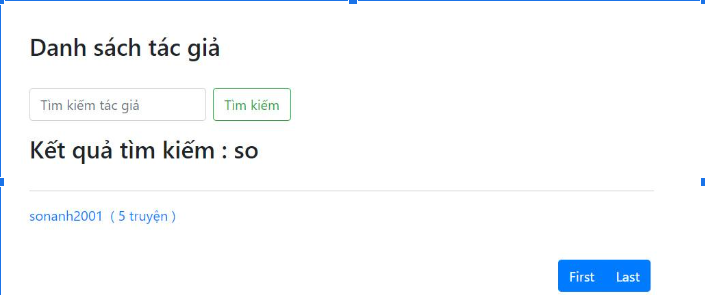 Danh sách tác giả
Tìm kiếm tác giả Tìm kiếm
Kết quả tìm kiếm : so
sonanh2001 ( 5 truyện )
First Last